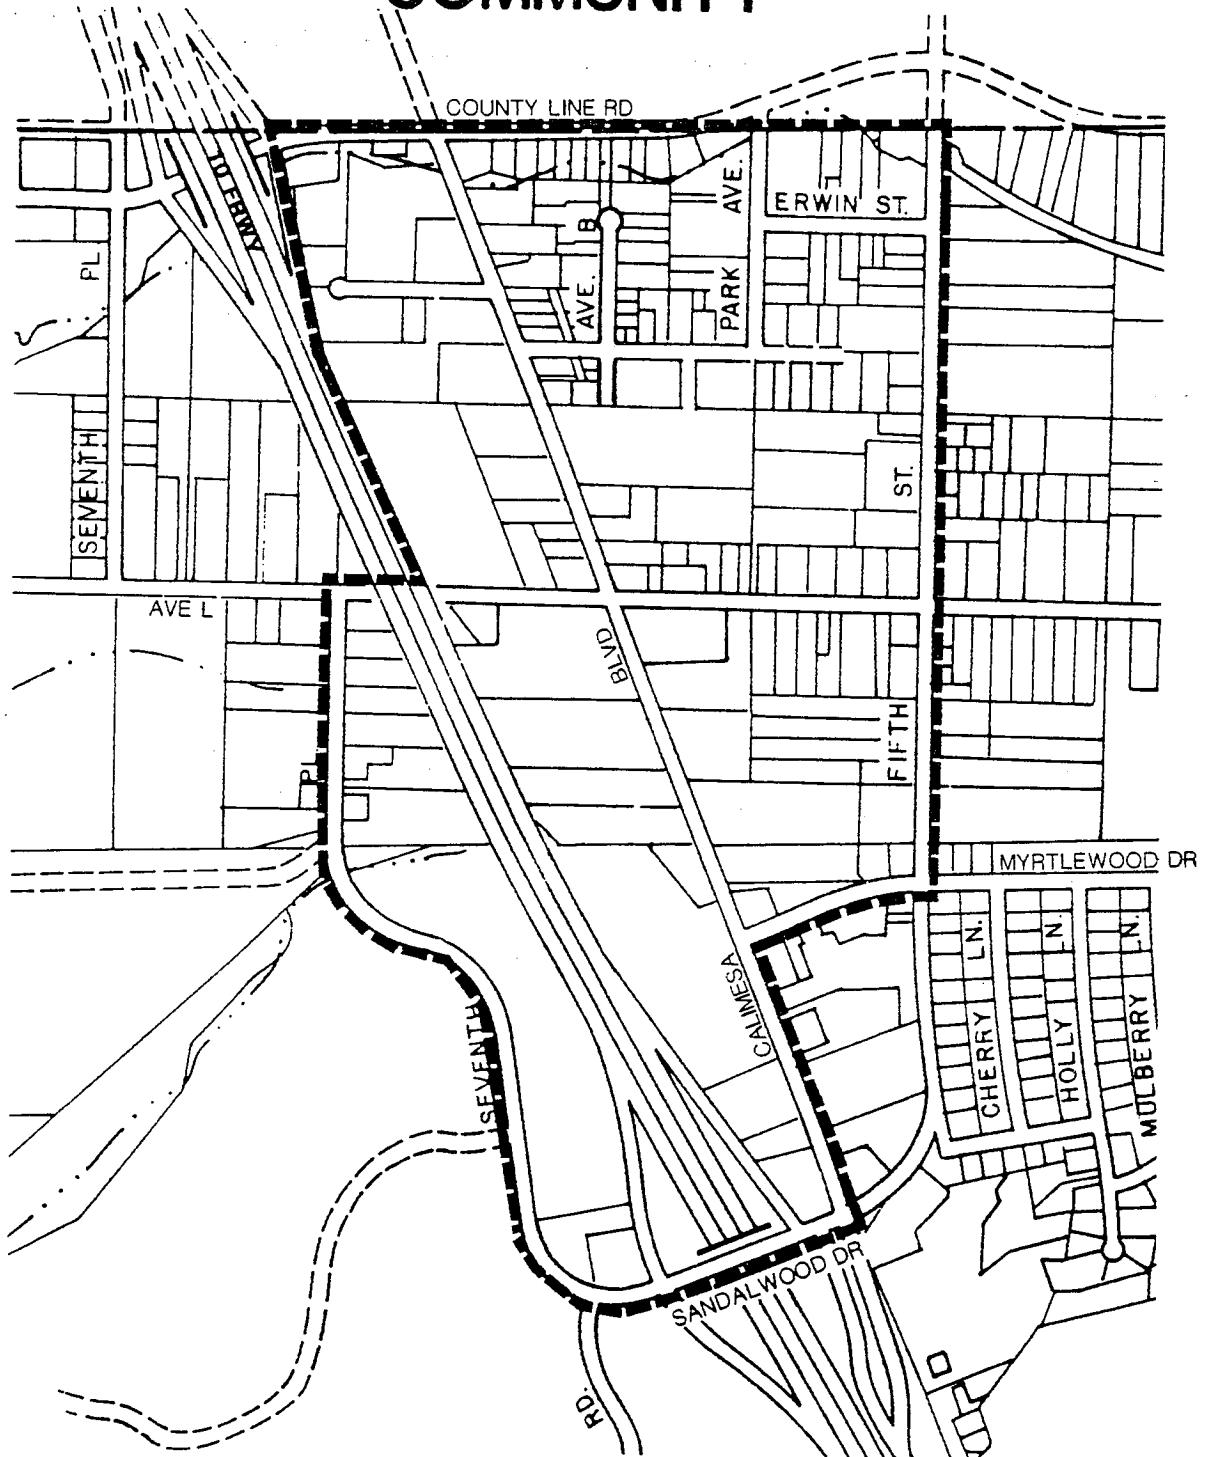 COMMUNITY
COUNTY LINE RD
10 FRWY
PL
AVE. B
PARK AVE.
ERWIN ST.
SEVENTH
ST.
AVE L
BLVD
FIFTH
PL
MYRTLEWOOD DR
CALIMESA
CHERRY LN.
HOLLY LN.
MULBERRY LN.
SEVENTH
SANDALWOOD DR
RD.